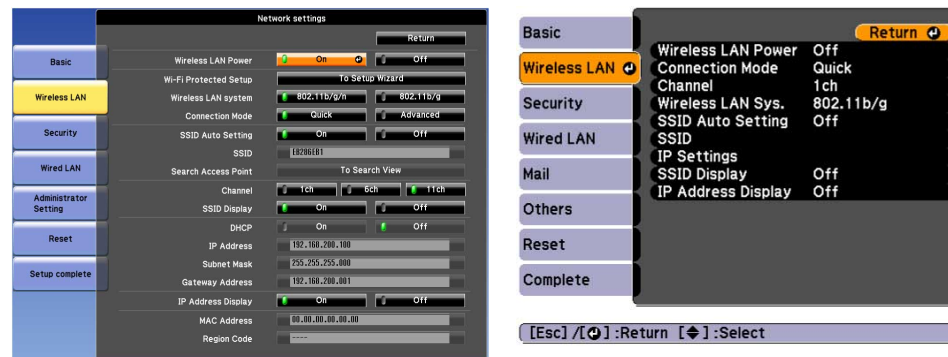 Network settings
Return
Basic
Wireless LAN
Security
Wired LAN
Administrator
Setting
Reset
Setup complete
Wireless LAN Power On Off
Wi-Fi Protected Setup To Setup Wizard
Wireless LAN system 802.11b/g/n 802.11b/g
Connection Mode Quick Advanced
SSID Auto Setting On Off
SSID EB286EB1
Search Access Point To Search View
Channel 1ch 6ch 11ch
SSID Display On Off
DHCP On Off
IP Address 192.168.200.100
Subnet Mask 255.255.255.000
Gateway Address 192.168.200.001
IP Address Display On Off
MAC Address 00.00.00.00.00.00
Region Code ----
Basic
Wireless LAN
Security
Wired LAN
Mail
Others
Reset
Complete
Return
Wireless LAN Power Off
Connection Mode Quick
Channel 1ch
Wireless LAN Sys. 802.11b/g
SSID Auto Setting Off
SSID
IP Settings
SSID Display Off
IP Address Display Off
[Esc] /[⏎] :Return [◆] :Select